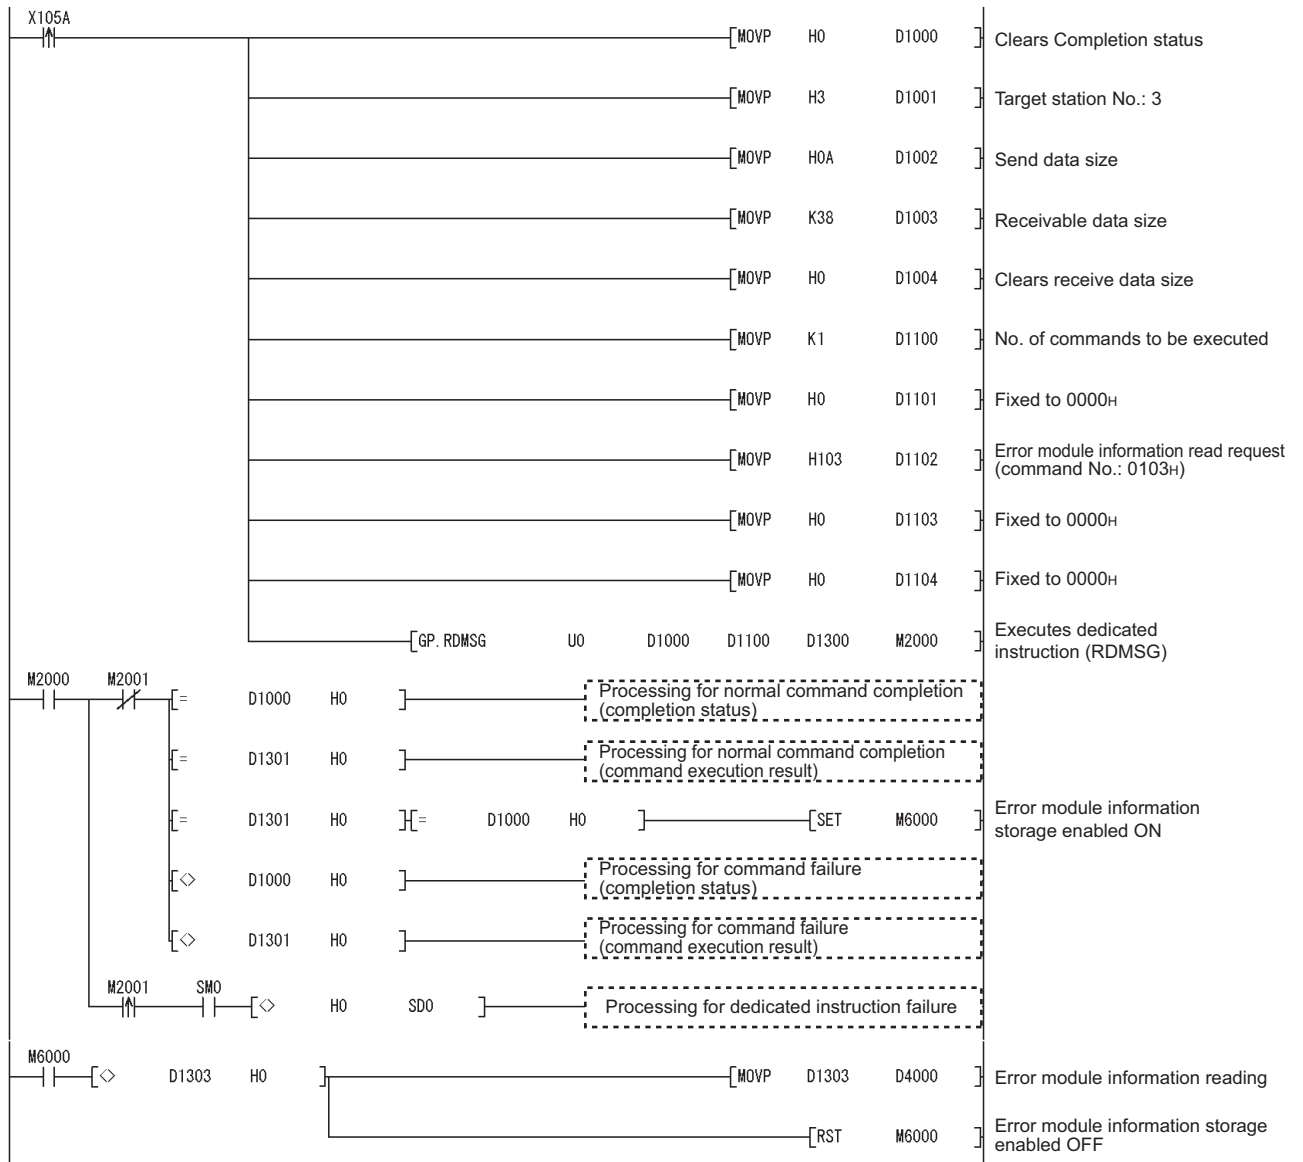 X105A
MOVP H0 D1000 Clears Completion status
MOVP H3 D1001 Target station No.: 3
MOVP H0A D1002 Send data size
MOVP K38 D1003 Receivable data size
MOVP H0 D1004 Clears receive data size
MOVP K1 D1100 No. of commands to be executed
MOVP H0 D1101 Fixed to 0000H
MOVP H103 D1102 Error module information read request
(command No.: 0103H)
MOVP H0 D1103 Fixed to 0000H
MOVP H0 D1104 Fixed to 0000H
GP.RDMSG U0 D1000 D1100 D1300 M2000 Executes dedicated
instruction (RDMSG)
M2000 M2001
= D1000 H0 Processing for normal command completion
(completion status)
= D1301 H0 Processing for normal command completion
(command execution result)
= D1301 H0 = D1000 H0 SET M6000 Error module information
storage enabled ON
<> D1000 H0 Processing for command failure
(completion status)
<> D1301 H0 Processing for command failure
(command execution result)
M2001 SM0
<> H0 SD0 Processing for dedicated instruction failure
M6000
<> D1303 H0 MOVP D1303 D4000 Error module information reading
RST M6000 Error module information storage
enabled OFF